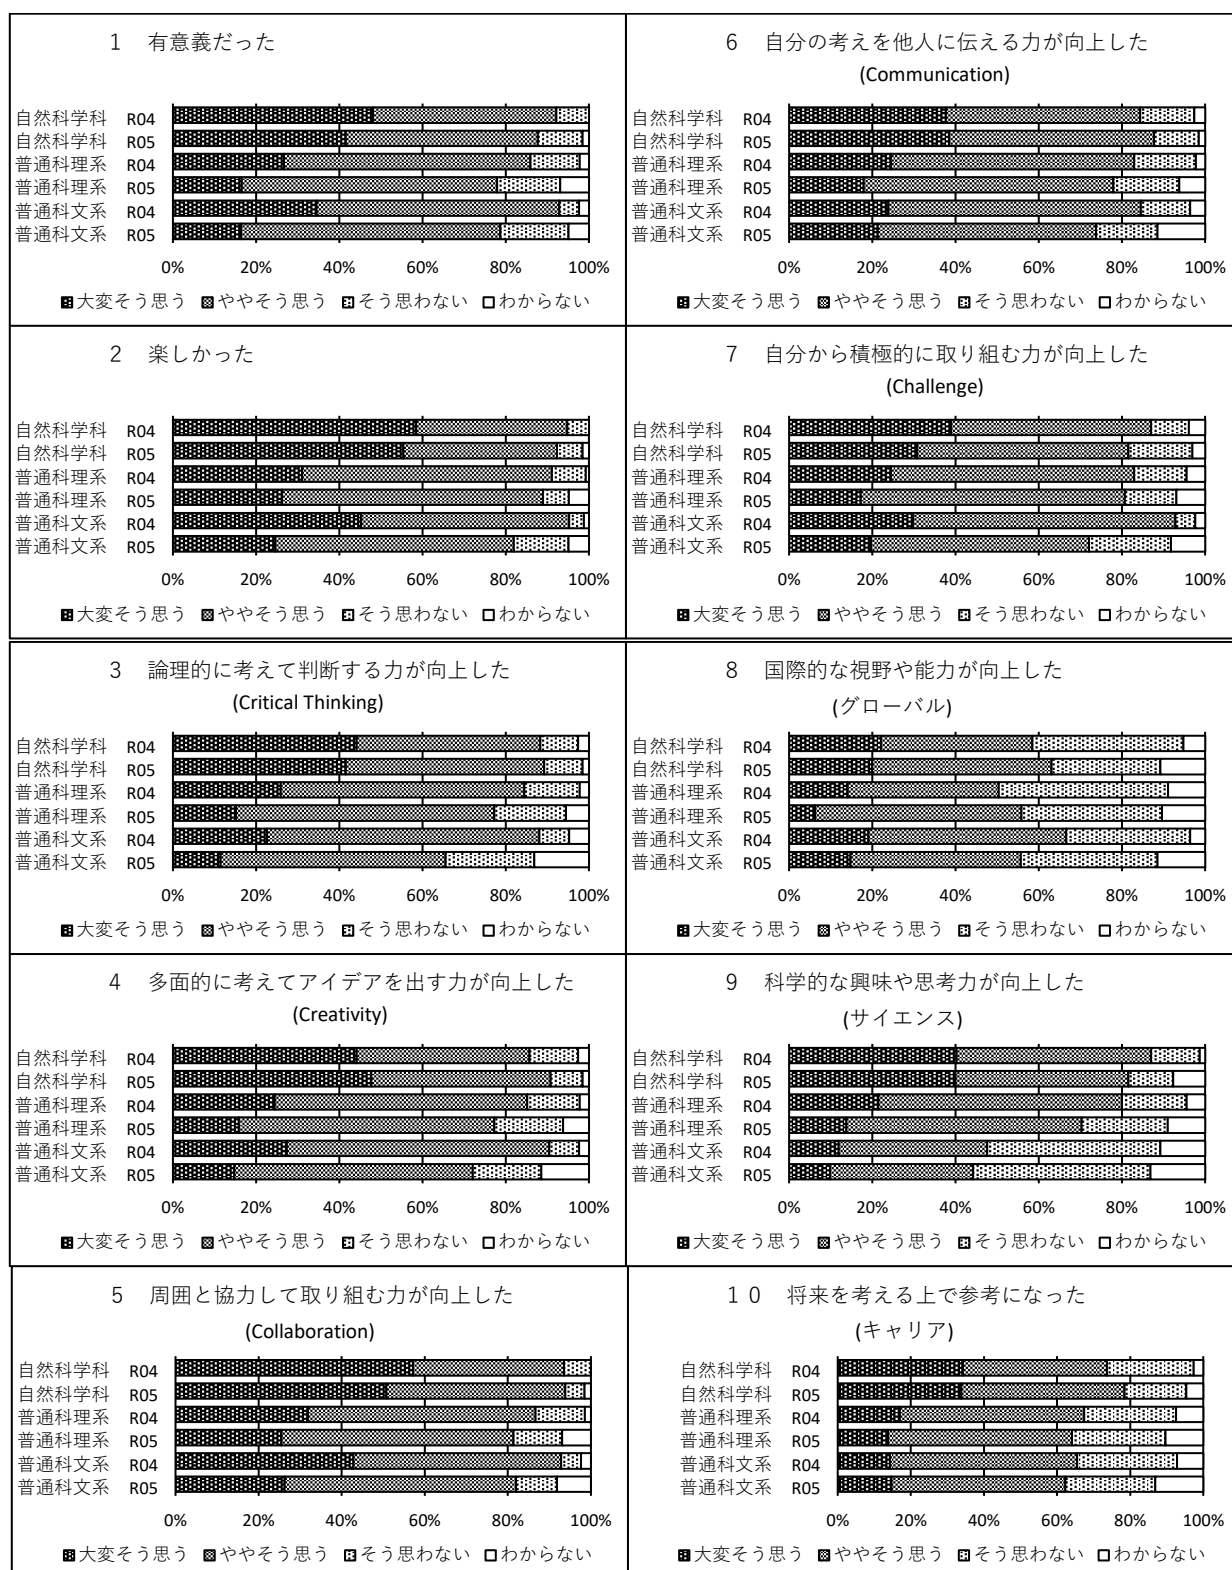 １　有意義だった
自然科学科 R04
自然科学科 R05
普通科理系 R04
普通科理系 R05
普通科文系 R04
普通科文系 R05
0% 20% 40% 60% 80% 100%
大変そう思う ややそう思う そう思わない わからない
６　自分の考えを他人に伝える力が向上した
(Communication)
自然科学科 R04
自然科学科 R05
普通科理系 R04
普通科理系 R05
普通科文系 R04
普通科文系 R05
0% 20% 40% 60% 80% 100%
大変そう思う ややそう思う そう思わない わからない
２　楽しかった
自然科学科 R04
自然科学科 R05
普通科理系 R04
普通科理系 R05
普通科文系 R04
普通科文系 R05
0% 20% 40% 60% 80% 100%
大変そう思う ややそう思う そう思わない わからない
７　自分から積極的に取り組む力が向上した
(Challenge)
自然科学科 R04
自然科学科 R05
普通科理系 R04
普通科理系 R05
普通科文系 R04
普通科文系 R05
0% 20% 40% 60% 80% 100%
大変そう思う ややそう思う そう思わない わからない
３　論理的に考えて判断する力が向上した
(Critical Thinking)
自然科学科 R04
自然科学科 R05
普通科理系 R04
普通科理系 R05
普通科文系 R04
普通科文系 R05
0% 20% 40% 60% 80% 100%
大変そう思う ややそう思う そう思わない わからない
８　国際的な視野や能力が向上した
(グローバル)
自然科学科 R04
自然科学科 R05
普通科理系 R04
普通科理系 R05
普通科文系 R04
普通科文系 R05
0% 20% 40% 60% 80% 100%
大変そう思う ややそう思う そう思わない わからない
４　多面的に考えてアイデアを出す力が向上した
(Creativity)
自然科学科 R04
自然科学科 R05
普通科理系 R04
普通科理系 R05
普通科文系 R04
普通科文系 R05
0% 20% 40% 60% 80% 100%
大変そう思う ややそう思う そう思わない わからない
９　科学的な興味や思考力が向上した
(サイエンス)
自然科学科 R04
自然科学科 R05
普通科理系 R04
普通科理系 R05
普通科文系 R04
普通科文系 R05
0% 20% 40% 60% 80% 100%
大変そう思う ややそう思う そう思わない わからない
５　周囲と協力して取り組む力が向上した
(Collaboration)
自然科学科 R04
自然科学科 R05
普通科理系 R04
普通科理系 R05
普通科文系 R04
普通科文系 R05
0% 20% 40% 60% 80% 100%
大変そう思う ややそう思う そう思わない わからない
１０　将来を考える上で参考になった
(キャリア)
自然科学科 R04
自然科学科 R05
普通科理系 R04
普通科理系 R05
普通科文系 R04
普通科文系 R05
0% 20% 40% 60% 80% 100%
大変そう思う ややそう思う そう思わない わからない